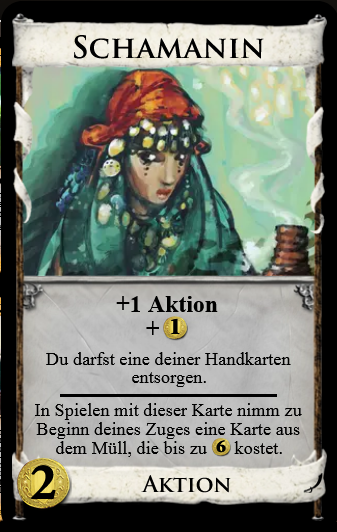 SCHAMANIN
+1 Aktion
+ 1
Du darfst eine deiner Handkarten
entsorgen.
In Spielen mit dieser Karte nimm zu
Beginn deines Zuges eine Karte aus
dem Müll, die bis zu 6 kostet.
2 AKTION